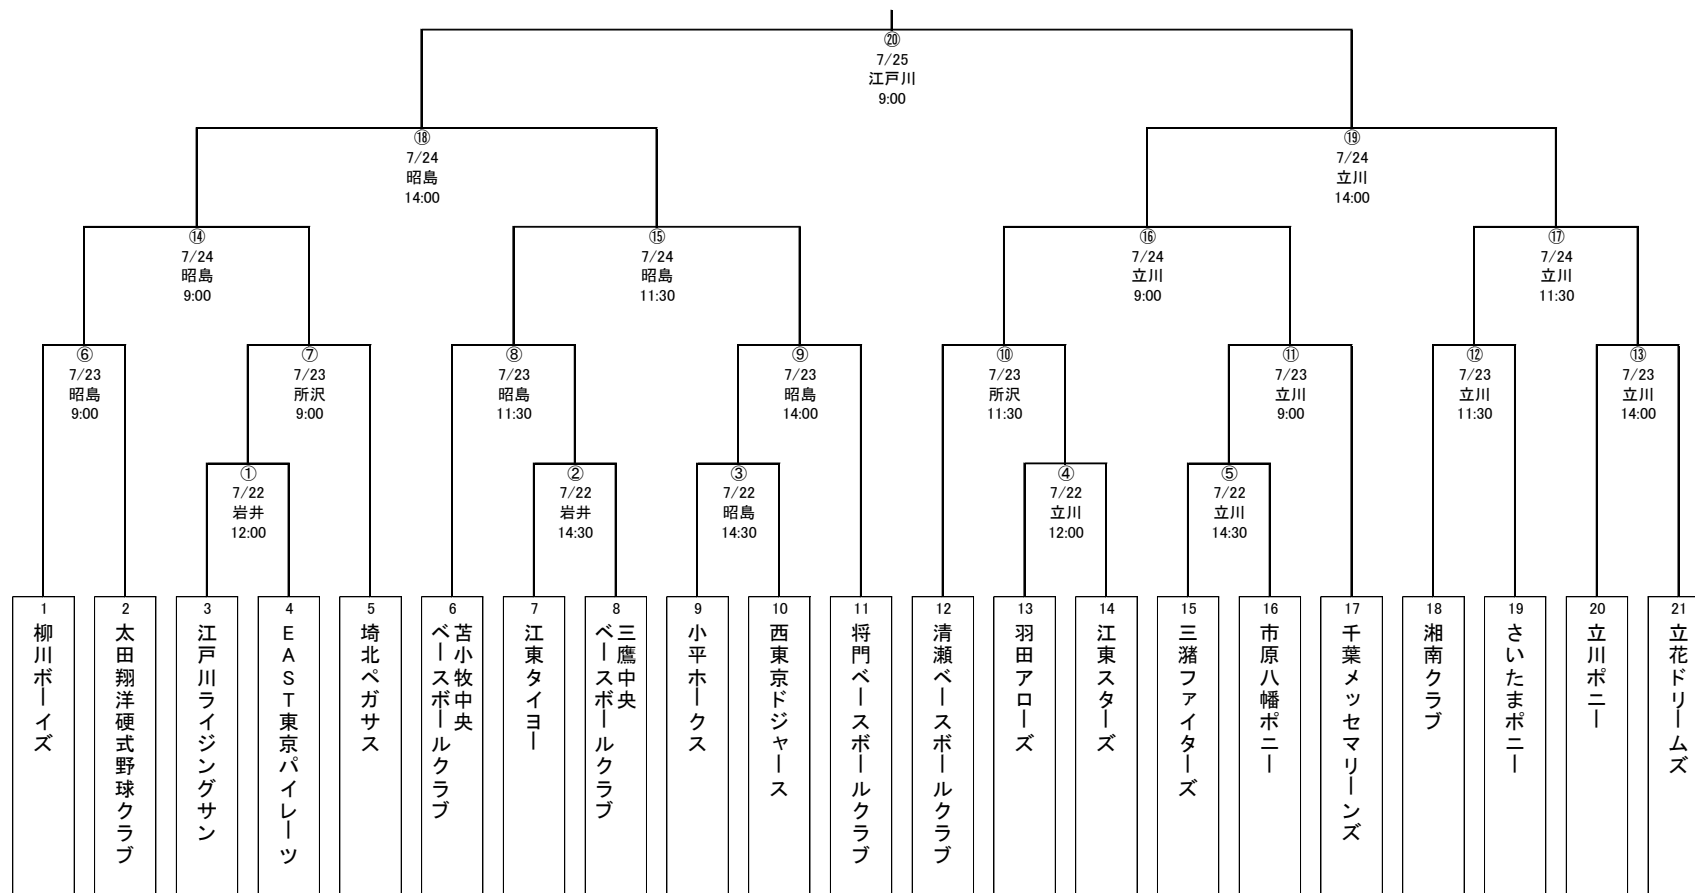 ⑳
7/25
江戸川
9:00
⑱
7/24
昭島
14:00
⑲
7/24
立川
14:00
⑭
7/24
昭島
9:00
⑮
7/24
昭島
11:30
⑯
7/24
立川
9:00
⑰
7/24
立川
11:30
⑥
7/23
昭島
9:00
⑦
7/23
所沢
9:00
⑧
7/23
昭島
11:30
⑨
7/23
昭島
14:00
⑩
7/23
所沢
11:30
⑪
7/23
立川
9:00
⑫
7/23
立川
11:30
⑬
7/23
立川
14:00
①
7/22
岩井
12:00
②
7/22
岩井
14:30
③
7/22
昭島
14:30
④
7/22
立川
12:00
⑤
7/22
立川
14:30
1
柳川ボーイズ
2
太田翔洋硬式野球クラブ
3
江戸川ライジングサン
4
EAST東京パイレーツ
5
埼北ペガサス
6
苫小牧中央
ベースボールクラブ
7
江東タイヨー
8
三鷹中央
ベースボールクラブ
9
小平ホークス
10
西東京ドジャース
11
将門ベースボールクラブ
12
清瀬ベースボールクラブ
13
羽田アローズ
14
江東スターズ
15
三潴ファイターズ
16
市原八幡ポニー
17
千葉メッセマリーンズ
18
湘南クラブ
19
さいたまポニー
20
立川ポニー
21
立花ドリームズ